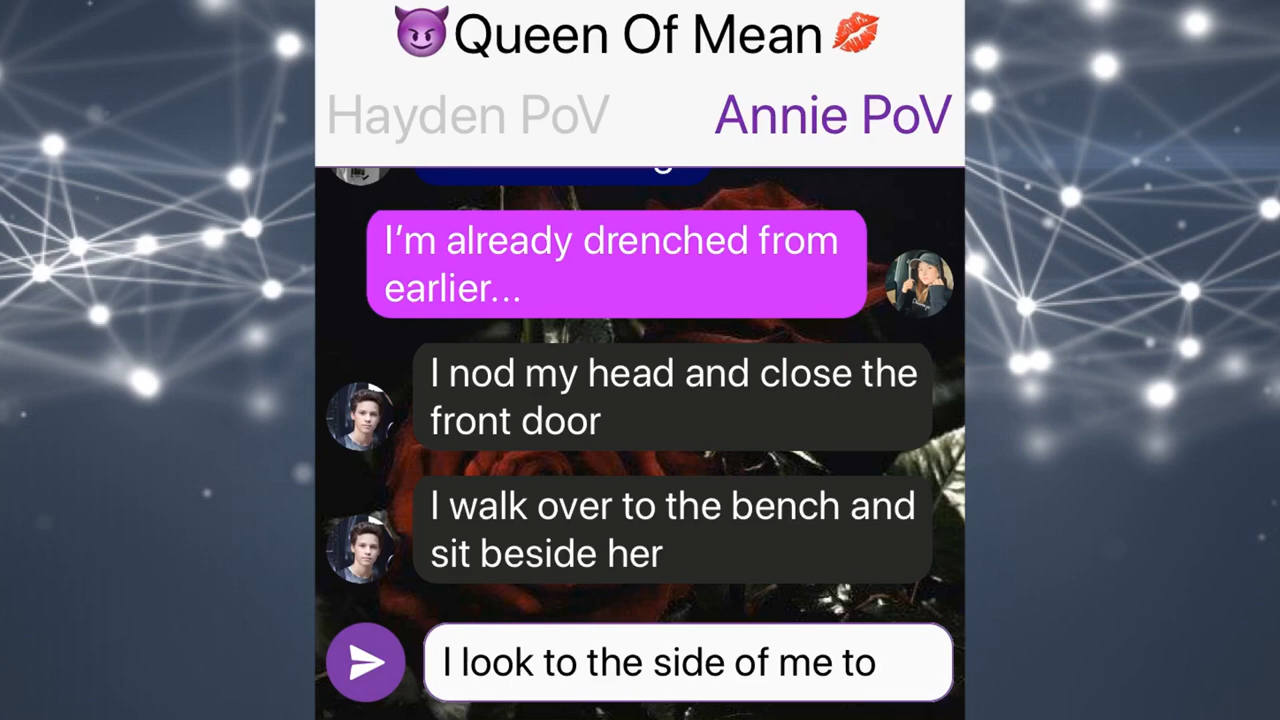 😈Queen Of Mean💋
Hayden PoV
Annie PoV
I’m already drenched from
earlier...
I nod my head and close the
front door
I walk over to the bench and
sit beside her
I look to the side of me to